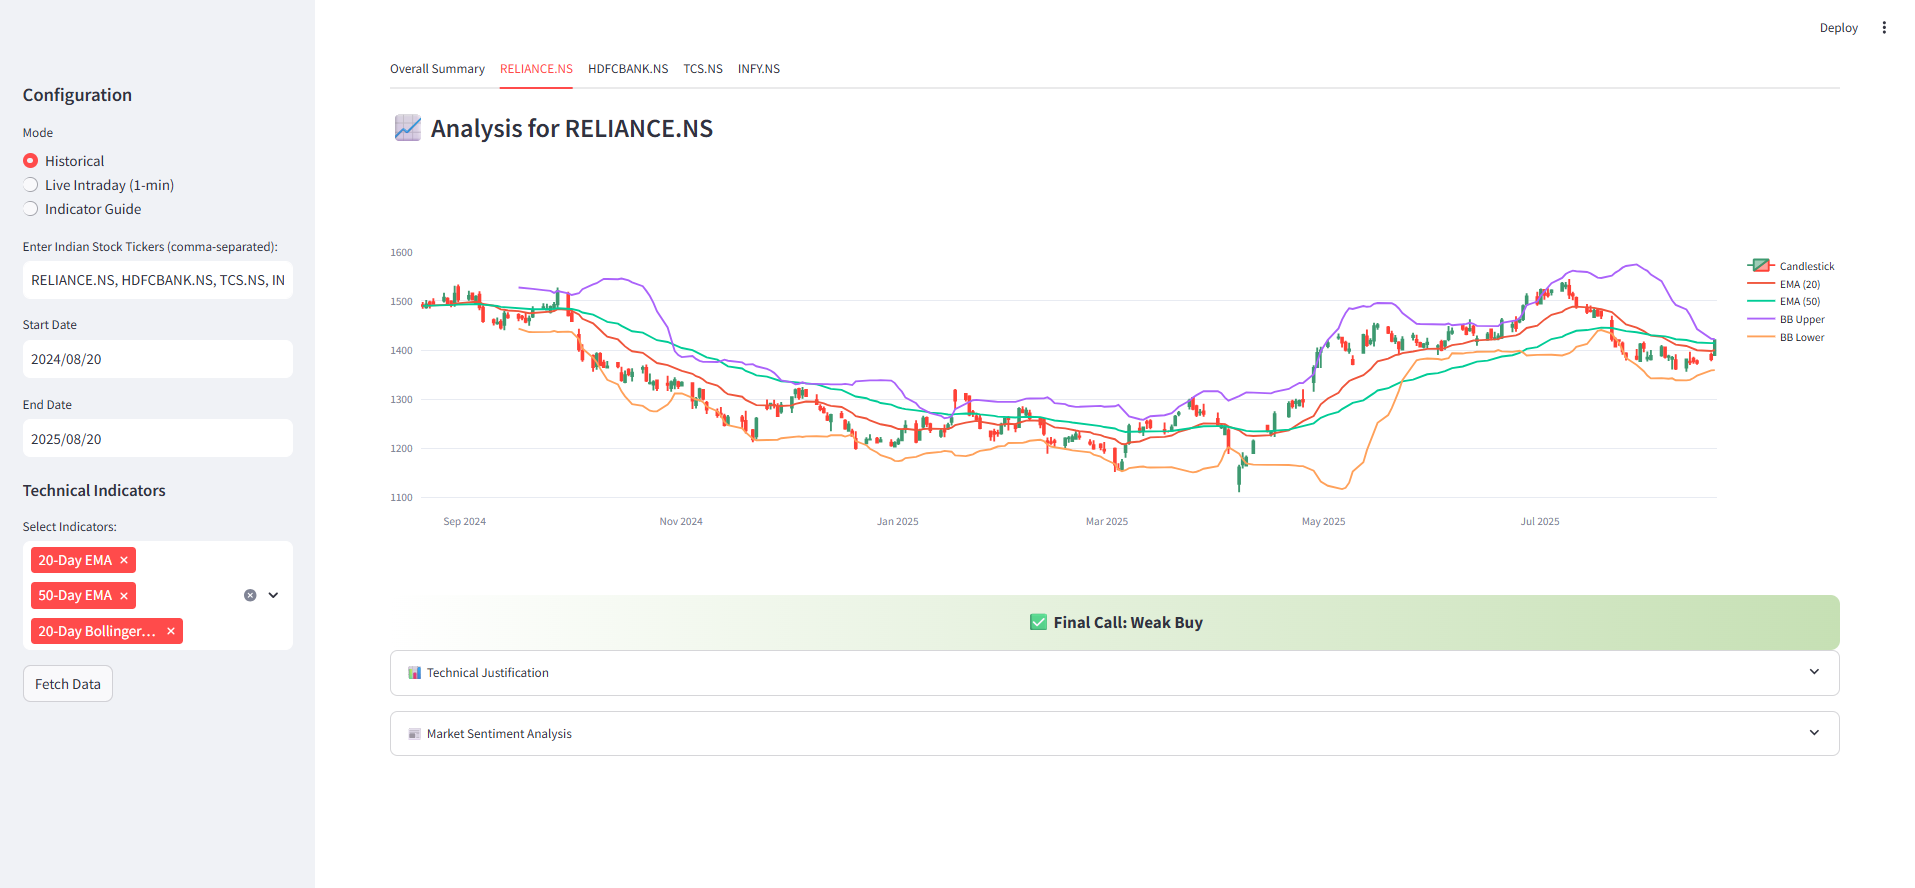 Deploy
Configuration
Mode
Historical
Live Intraday (1-min)
Indicator Guide
Enter Indian Stock Tickers (comma-separated):
RELIANCE.NS, HDFCBANK.NS, TCS.NS, IN
Start Date
2024/08/20
End Date
2025/08/20
Technical Indicators
Select Indicators:
20-Day EMA
50-Day EMA
20-Day Bollinger...
Fetch Data
Overall Summary RELIANCE.NS HDFCBANK.NS TCS.NS INFY.NS
Analysis for RELIANCE.NS
1600
1500
1400
1300
1200
1100
Sep 2024 Nov 2024 Jan 2025 Mar 2025 May 2025 Jul 2025
Candlestick
EMA (20)
EMA (50)
BB Upper
BB Lower
Final Call: Weak Buy
Technical Justification
Market Sentiment Analysis